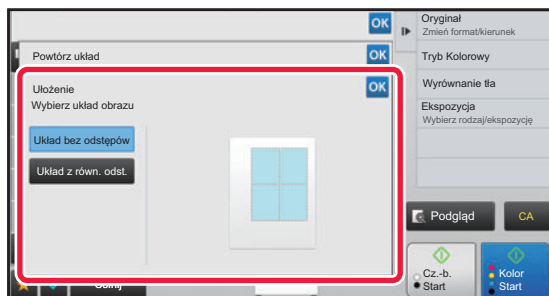 OK
Powtórz układ
OK
Ułożenie
OK
Wybierz układ obrazu
Układ bez odstępów
Układ z równ. odst.
Oryginał
Zmień format/kierunek
Tryb Kolorowy
Wyrównanie tła
Ekspozycja
Wybierz rodzaj/ekspozycję
Podgląd
CA
Cz.-b.
Start
Kolor
Start